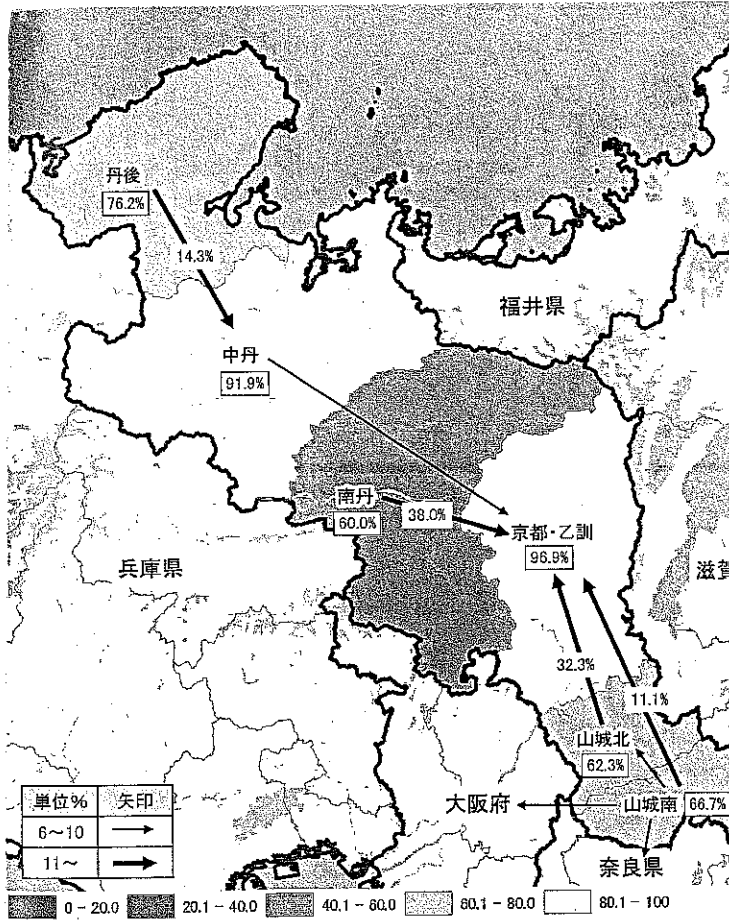 丹後
76.2%
14.3%
福井県
中丹
91.9%
南丹
60.0%
38.0%
京都・乙訓
96.9%
兵庫県
滋賀
32.3%
11.1%
山城北
62.3%
大阪府
山城南
66.7%
奈良県
単位% 矢印
6～10
11～
0 - 20.0
20.1 - 40.0
40.1 - 60.0
60.1 - 80.0
80.1 - 100